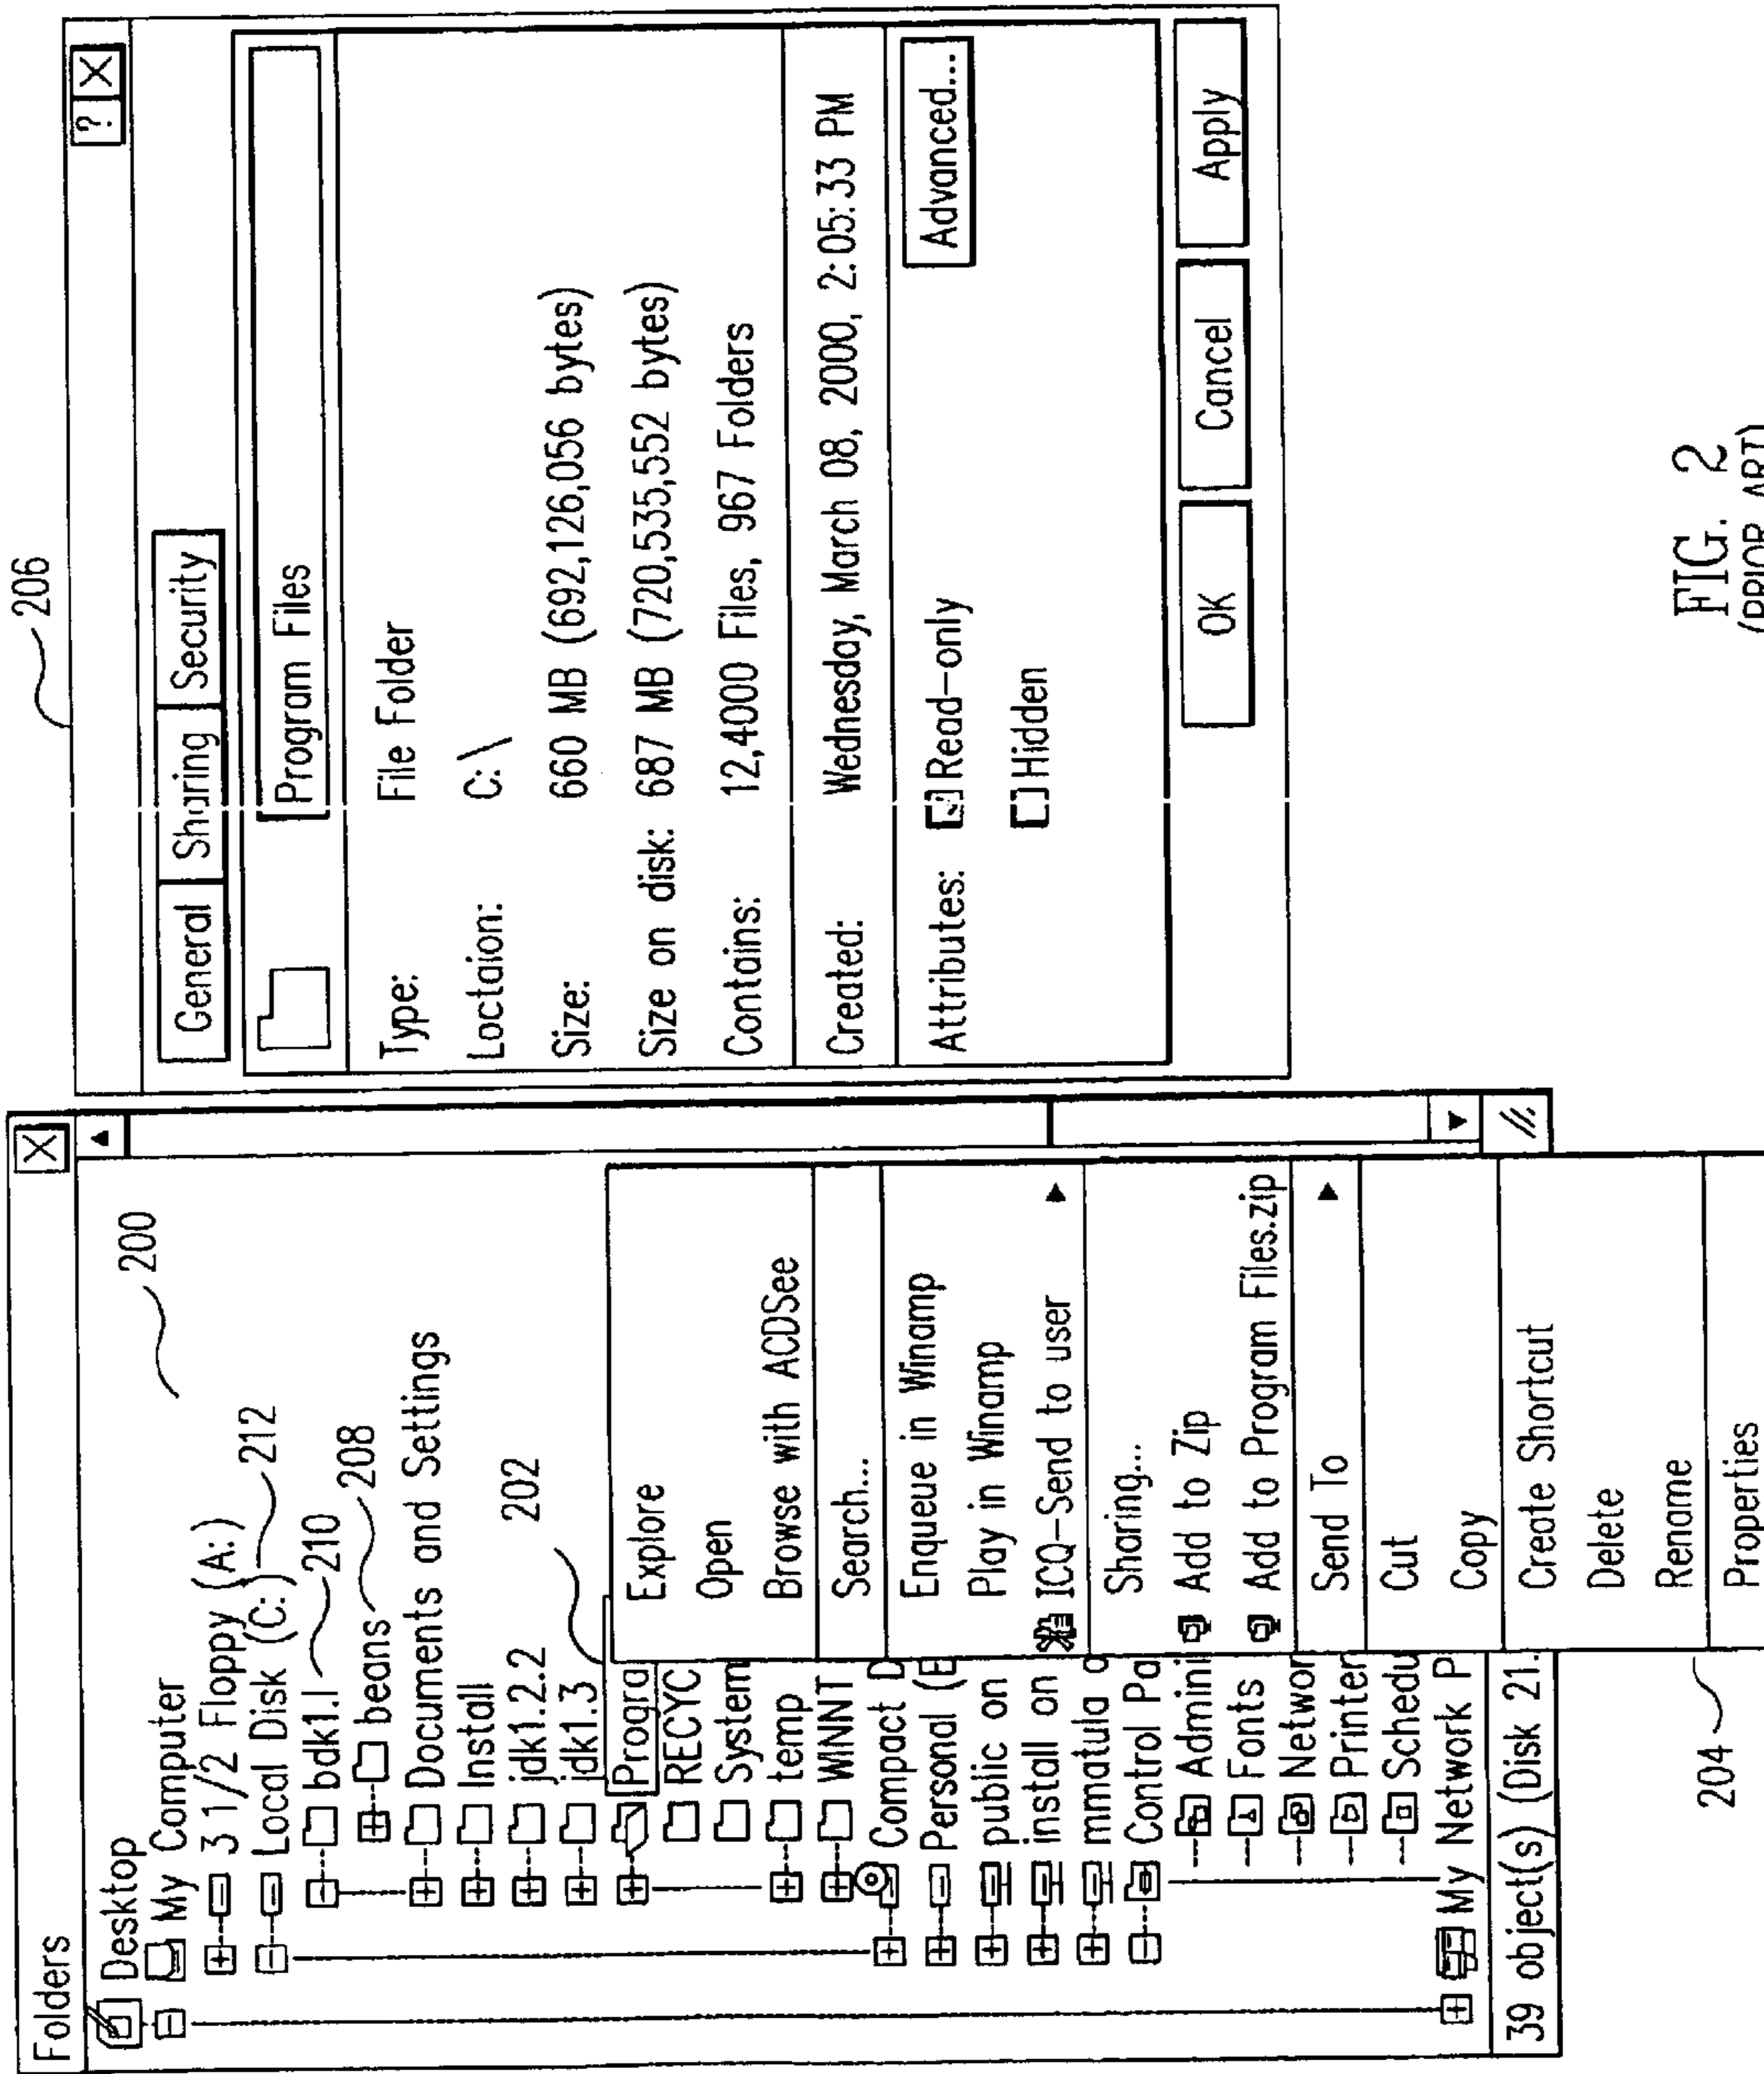 Folders
Desktop
My Computer
3 1/2 Floppy (A:)
Local Disk (C:)
212
bdk1.1
210
beans
208
Documents and Settings
Install
jdk1.2.2
jdk1.3
Progra
RECYC
System
temp
WINNT
Compact D
Personal (E
public on
install on
mmatula o
Control Pa
Admini
Fonts
Networ
Printer
Schedu
My Network P
39 object(s) (Disk 21.
200
202
Explore
Open
Browse with ACDSee
Search...
Enqueue in Winamp
Play in Winamp
ICQ-Send to user
Sharing...
Add to Zip
Add to Program Files.zip
Send To
Cut
Copy
Create Shortcut
Delete
Rename
Properties
204
206
? X
General Sharing Security
Program Files
Type: File Folder
Loctaion: C:\
Size: 660 MB (692,126,056 bytes)
Size on disk: 687 MB (720,535,552 bytes)
Contains: 12,4000 Files, 967 Folders
Created: Wednesday, March 08, 2000, 2:05:33 PM
Attributes: Read-only
Hidden
Advanced...
OK Cancel Apply
FIG. 2
(PRIOR ART)